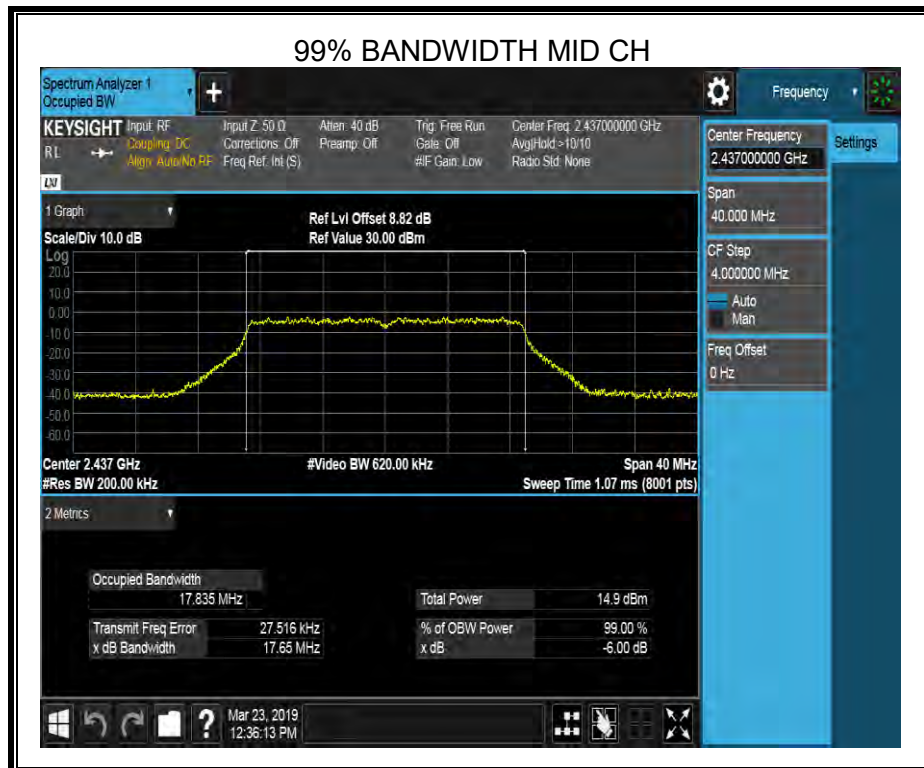 99% BANDWIDTH MID CH
Spectrum Analyzer 1
Occupied BW
+
Frequency
KEYSIGHT
RL
Input: RF
Coupling: DC
Align: Auto/No RF
Input Z: 50 Ω
Corrections: Off
Freq Ref: Int (S)
Atten: 40 dB
Preamp: Off
Trig: Free Run
Gate: Off
#IF Gain: Low
Center Freq: 2.437000000 GHz
Avg|Hold:>10/10
Radio Std: None
LXI
Center Frequency
2.437000000 GHz
Settings
Span
40.000 MHz
CF Step
4.000000 MHz
Auto
Man
Freq Offset
0 Hz
1 Graph
Scale/Div 10.0 dB
Ref Lvl Offset 8.82 dB
Ref Value 30.00 dBm
Log
20.0
10.0
0.00
-10.0
-20.0
-30.0
-40.0
-50.0
-60.0
Center 2.437 GHz
#Video BW 620.00 kHz
Span 40 MHz
#Res BW 200.00 kHz
Sweep Time 1.07 ms (8001 pts)
2 Metrics
Occupied Bandwidth
17.835 MHz
Total Power 14.9 dBm
Transmit Freq Error 27.516 kHz
% of OBW Power 99.00 %
x dB Bandwidth 17.65 MHz
x dB -6.00 dB
?
Mar 23, 2019
12:36:13 PM